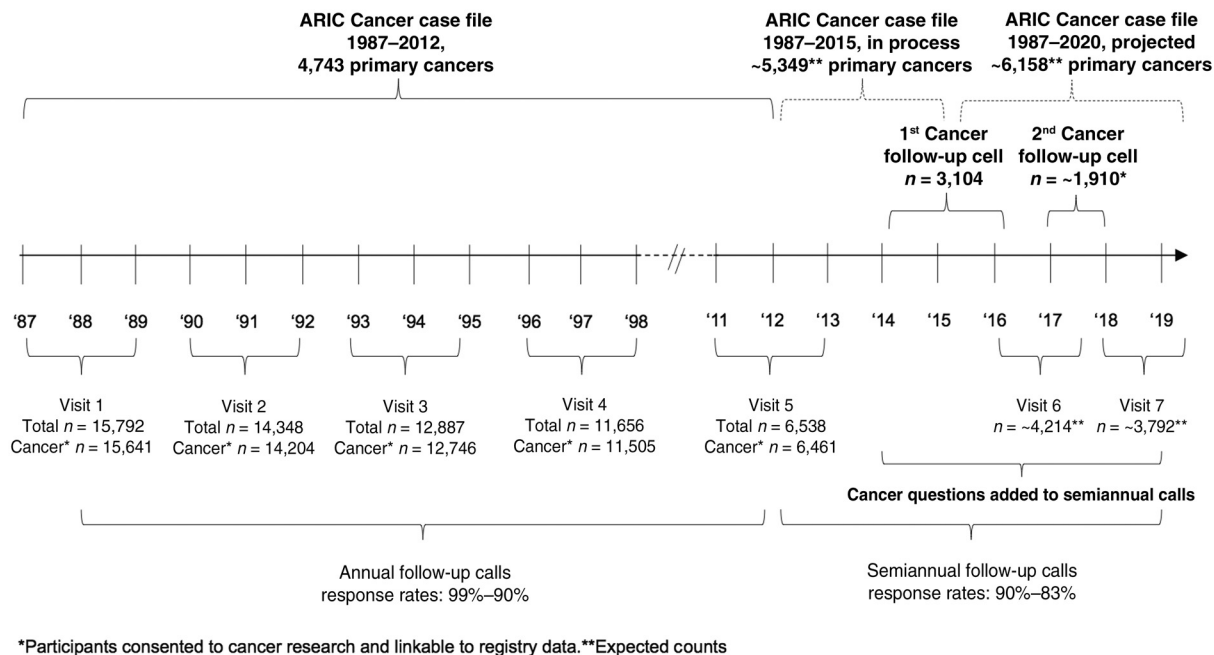 ARIC Cancer case file
1987–2012,
4,743 primary cancers
ARIC Cancer case file
1987–2015, in process
~5,349** primary cancers
ARIC Cancer case file
1987–2020, projected
~6,158** primary cancers
1st Cancer
follow-up cell
n = 3,104
2nd Cancer
follow-up cell
n = ~1,910*
‘87 ‘88 ‘89 ‘90 ‘91 ‘92 ‘93 ‘94 ‘95 ‘96 ‘97 ‘98 // ‘11 ‘12 ‘13 ‘14 ‘15 ‘16 ‘17 ‘18 ‘19
Visit 1
Total n = 15,792
Cancer* n = 15,641
Visit 2
Total n = 14,348
Cancer* n = 14,204
Visit 3
Total n = 12,887
Cancer* n = 12,746
Visit 4
Total n = 11,656
Cancer* n = 11,505
Visit 5
Total n = 6,538
Cancer* n = 6,461
Visit 6
n = ~4,214**
Visit 7
n = ~3,792**
Cancer questions added to semiannual calls
Annual follow-up calls
response rates: 99%–90%
Semiannual follow-up calls
response rates: 90%–83%
*Participants consented to cancer research and linkable to registry data.**Expected counts